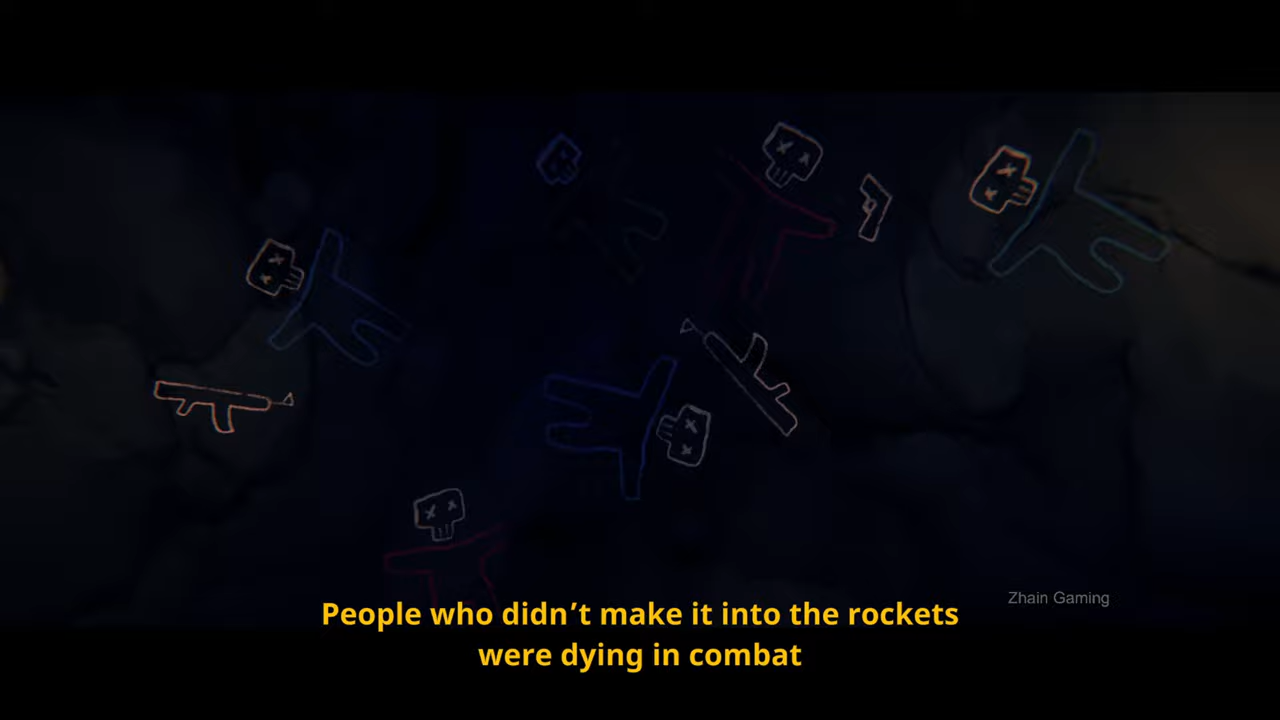 Zhain Gaming
People who didn’t make it into the rockets
were dying in combat